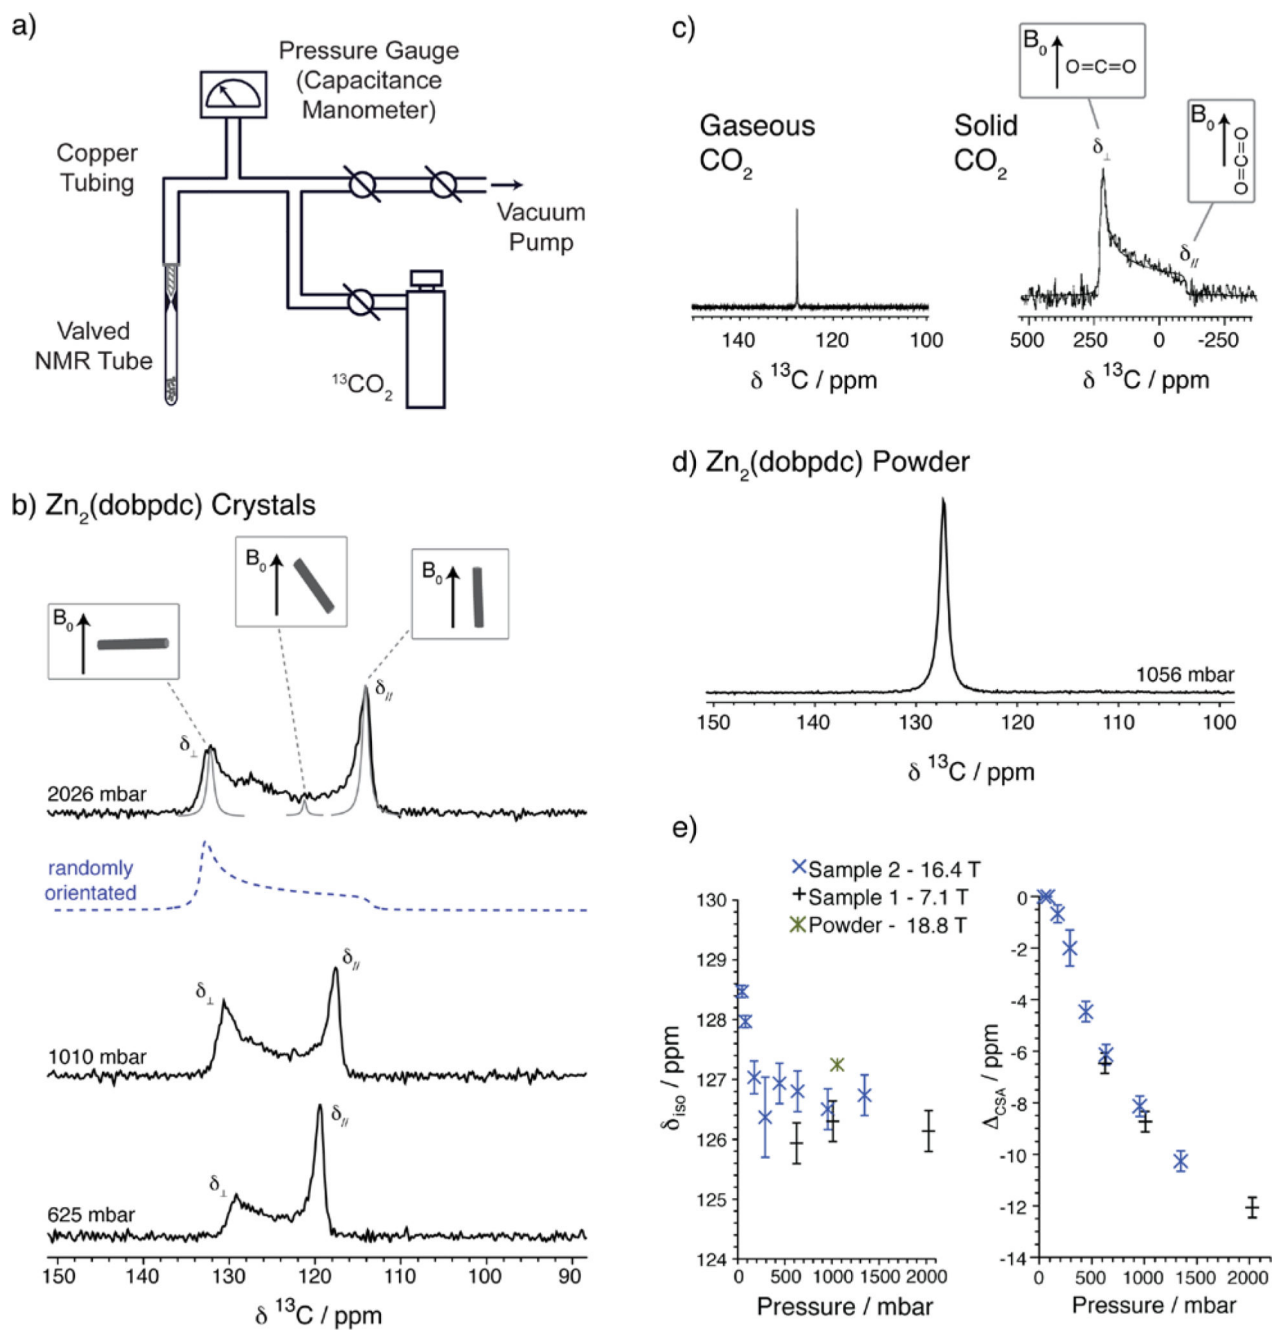 a)
Pressure Gauge
(Capacitance
Manometer)
Copper
Tubing
Vacuum
Pump
Valved
NMR Tube
¹³CO₂
b) Zn₂(dobpdc) Crystals
B₀
B₀
B₀
δ⊥
δ//
2026 mbar
randomly
orientated
δ⊥
δ//
1010 mbar
δ⊥
δ//
625 mbar
150 140 130 120 110 100 90
δ ¹³C / ppm
c)
Gaseous
CO₂
140 120 100
δ ¹³C / ppm
Solid
CO₂
B₀ O=C=O
B₀ O=C=O
δ⊥
δ//
500 250 0 -250
δ ¹³C / ppm
d) Zn₂(dobpdc) Powder
1056 mbar
150 140 130 120 110 100
δ ¹³C / ppm
e)
Sample 2 - 16.4 T
Sample 1 - 7.1 T
Powder - 18.8 T
130
129
128
127
126
125
124
δiso / ppm
0 500 1000 1500 2000
Pressure / mbar
0
-2
-4
-6
-8
-10
-12
-14
ΔCSA / ppm
0 500 1000 1500 2000
Pressure / mbar